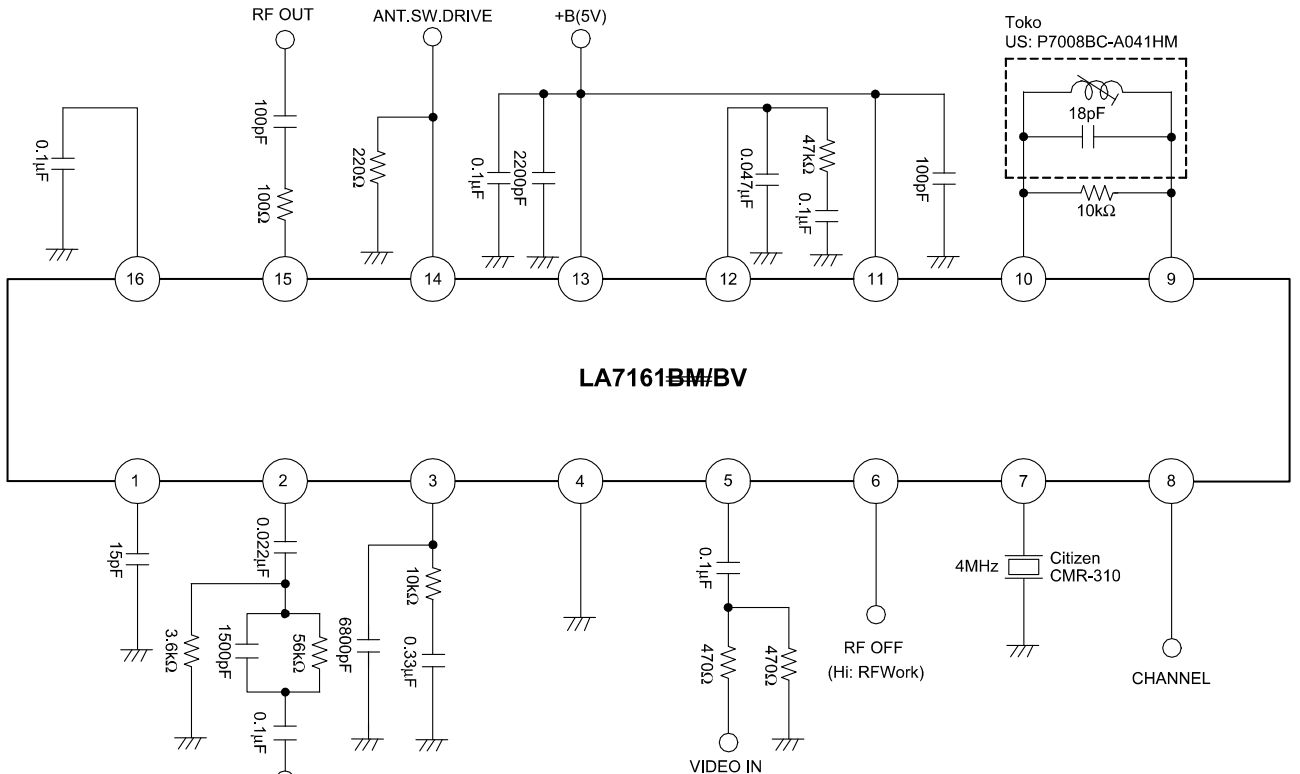 RF OUT
ANT.SW.DRIVE
+B(5V)
Toko
US: P7008BC-A041HM
0.1µF
100pF
100Ω
220Ω
0.1µF
2200pF
0.047µF
47kΩ
0.1µF
100pF
18pF
10kΩ
16
15
14
13
12
11
10
9
LA7161BM/BV
1
2
3
4
5
6
7
8
15pF
0.022µF
3.6kΩ
1500pF
56kΩ
0.1µF
6800pF
10kΩ
0.33µF
0.1µF
470Ω
470Ω
VIDEO IN
RF OFF
(Hi: RFWork)
4MHz
Citizen
CMR-310
CHANNEL